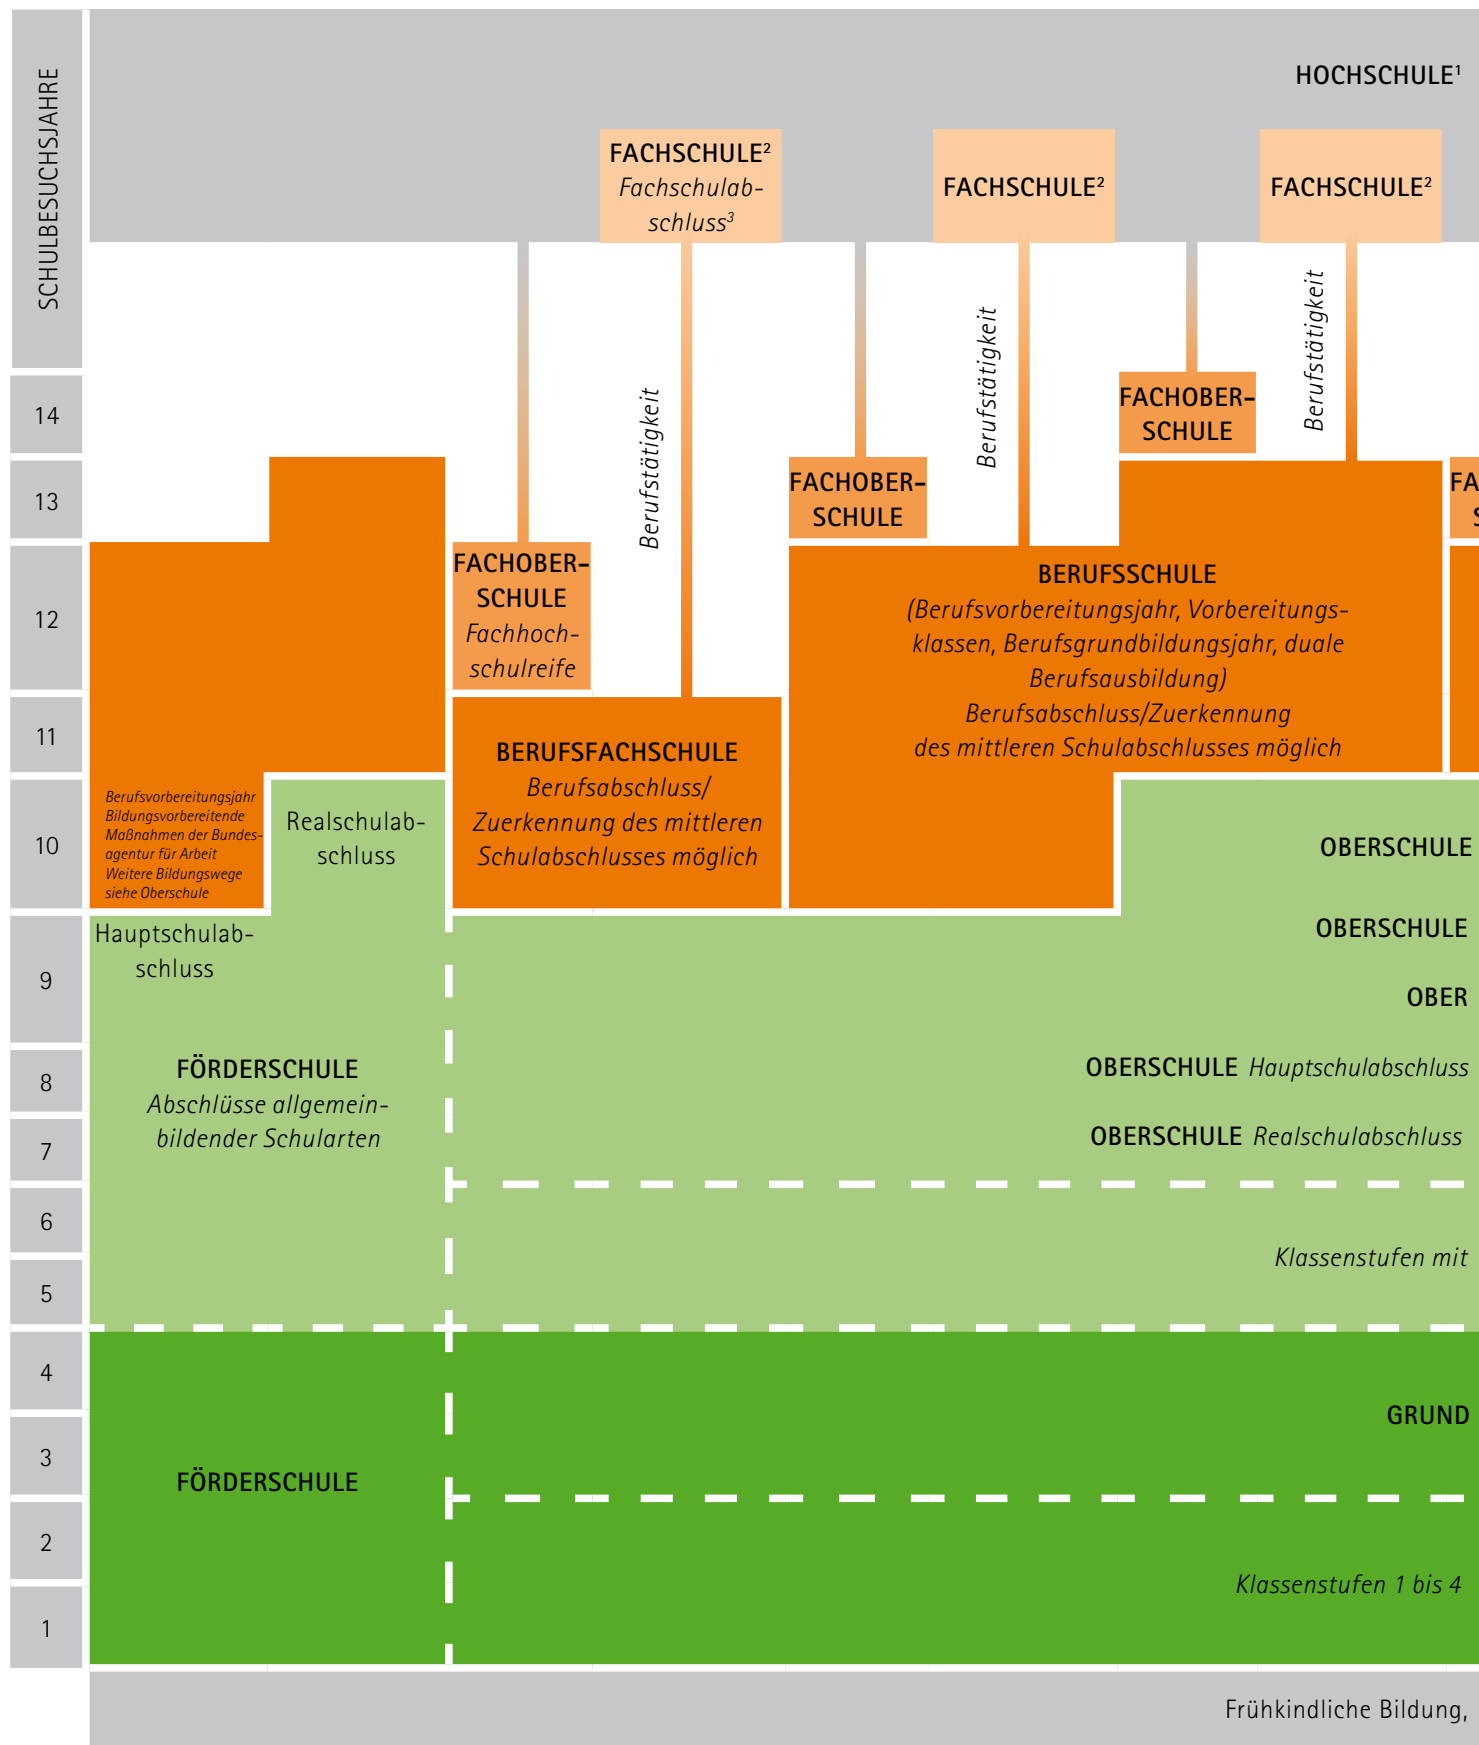 SCHULBESUCHSJAHRE
HOCHSCHULE¹
FACHSCHULE²
Fachschulab-
schluss³
FACHSCHULE²
FACHSCHULE²
Berufstätigkeit
Berufstätigkeit
Berufstätigkeit
14
FACHOBER-
SCHULE
13
FACHOBER-
SCHULE
FA
S
12
FACHOBER-
SCHULE
Fachhoch-
schulreife
BERUFSSCHULE
(Berufsvorbereitungsjahr, Vorbereitungs-
klassen, Berufsgrundbildungsjahr, duale
Berufsausbildung)
Berufsabschluss/Zuerkennung
des mittleren Schulabschlusses möglich
11
BERUFSFACHSCHULE
Berufsabschluss/
Zuerkennung des mittleren
Schulabschlusses möglich
10
Berufsvorbereitungsjahr
Bildungsvorbereitende
Maßnahmen der Bundes-
agentur für Arbeit
Weitere Bildungswege
siehe Oberschule
Realschulab-
schluss
OBERSCHULE
Hauptschulab-
schluss
OBERSCHULE
9
OBER
8
FÖRDERSCHULE
Abschlüsse allgemein-
bildender Schularten
OBERSCHULE Hauptschulabschluss
7
OBERSCHULE Realschulabschluss
6
Klassenstufen mit
5
4
GRUND
3
FÖRDERSCHULE
2
Klassenstufen 1 bis 4
1
Frühkindliche Bildung,